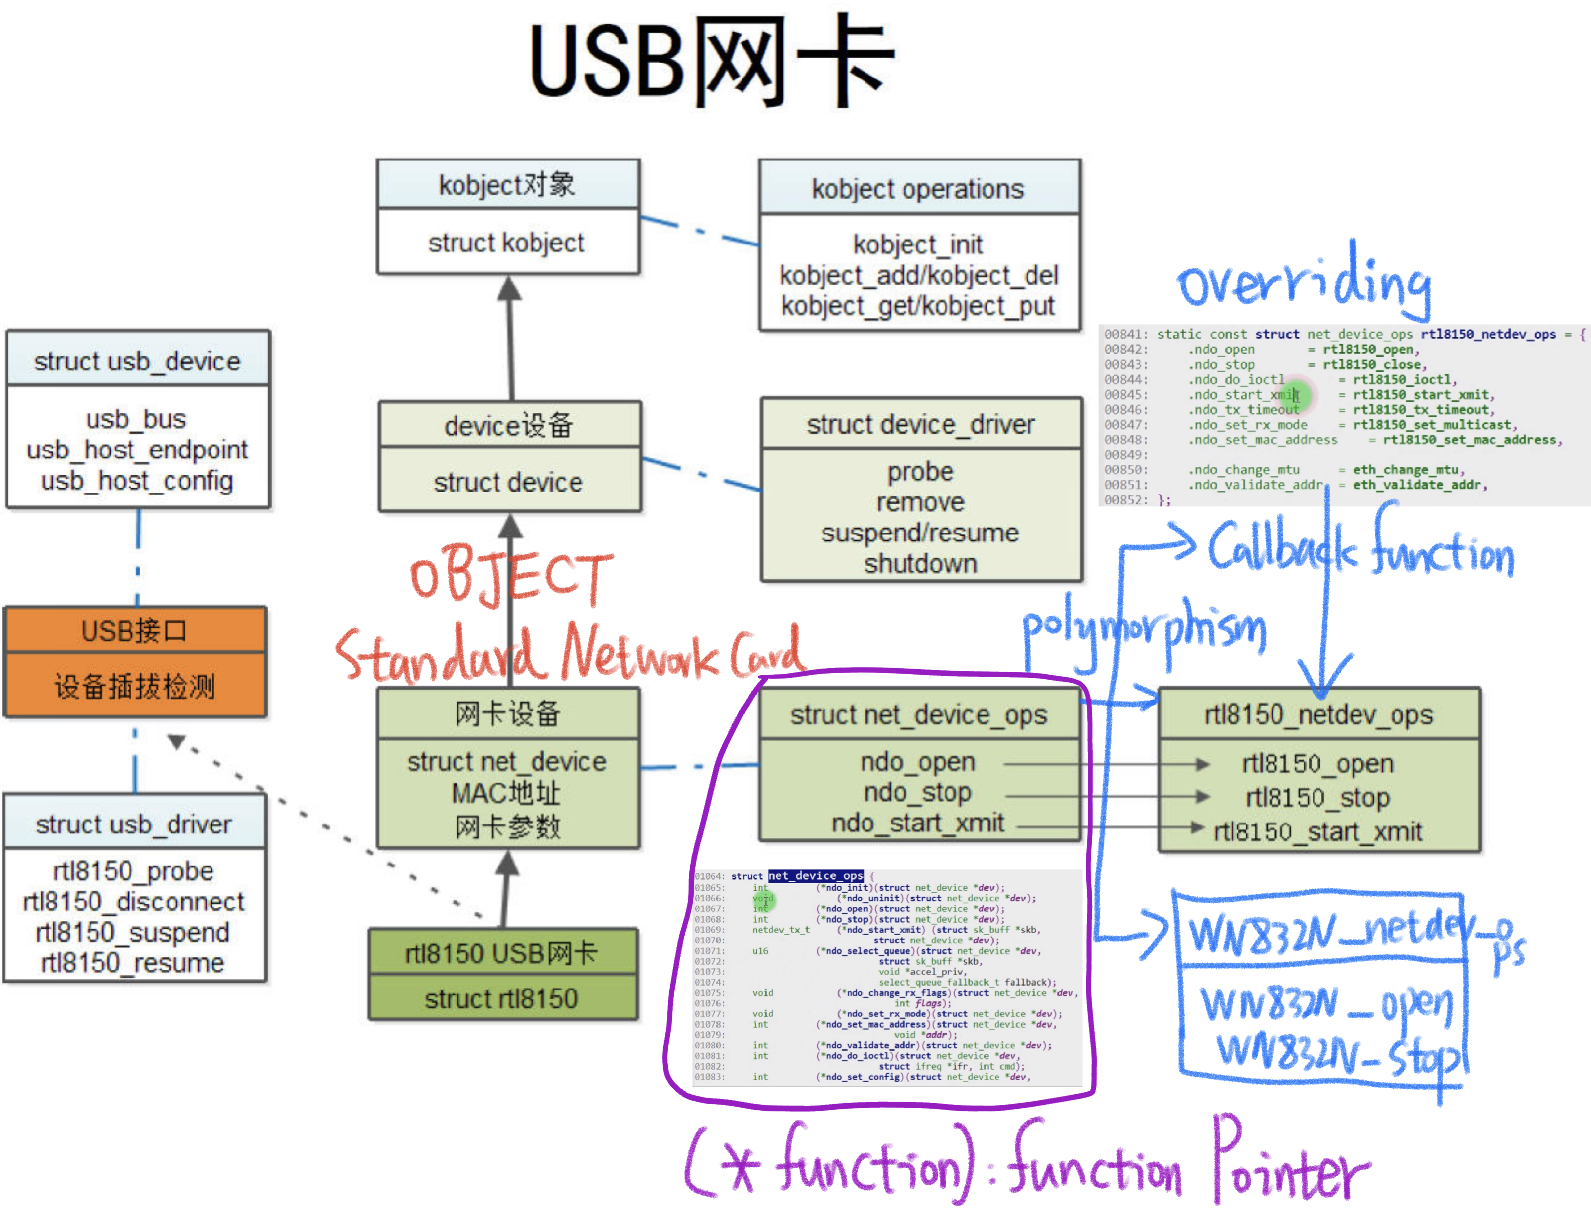 USB网卡
kobject对象
struct kobject
kobject operations
kobject_init
kobject_add/kobject_del
kobject_get/kobject_put
overriding
00841: static const struct net_device_ops rtl8150_netdev_ops = {
00842: .ndo_open = rtl8150_open,
00843: .ndo_stop = rtl8150_close,
00844: .ndo_do_ioctl = rtl8150_ioctl,
00845: .ndo_start_xmit = rtl8150_start_xmit,
00846: .ndo_tx_timeout = rtl8150_tx_timeout,
00847: .ndo_set_rx_mode = rtl8150_set_multicast,
00848: .ndo_set_mac_address = rtl8150_set_mac_address,
00849:
00850: .ndo_change_mtu = eth_change_mtu,
00851: .ndo_validate_addr = eth_validate_addr,
00852: };
struct usb_device
usb_bus
usb_host_endpoint
usb_host_config
device设备
struct device
struct device_driver
probe
remove
suspend/resume
shutdown
Callback function
OBJECT
Standard Network Card
polymorphism
USB接口
设备插拔检测
网卡设备
struct net_device
MAC地址
网卡参数
struct net_device_ops
ndo_open
ndo_stop
ndo_start_xmit
rtl8150_netdev_ops
rtl8150_open
rtl8150_stop
rtl8150_start_xmit
struct usb_driver
rtl8150_probe
rtl8150_disconnect
rtl8150_suspend
rtl8150_resume
rtl8150 USB网卡
struct rtl8150
01064: struct net_device_ops {
01065: int (*ndo_init)(struct net_device *dev);
01066: void (*ndo_uninit)(struct net_device *dev);
01067: int (*ndo_open)(struct net_device *dev);
01068: int (*ndo_stop)(struct net_device *dev);
01069: netdev_tx_t (*ndo_start_xmit) (struct sk_buff *skb,
01070: struct net_device *dev);
01071: u16 (*ndo_select_queue)(struct net_device *dev,
01072: struct sk_buff *skb,
01073: void *accel_priv,
01074: select_queue_fallback_t fallback);
01075: void (*ndo_change_rx_flags)(struct net_device *dev,
01076: int flags);
01077: void (*ndo_set_rx_mode)(struct net_device *dev);
01078: int (*ndo_set_mac_address)(struct net_device *dev,
01079: void *addr);
01080: int (*ndo_validate_addr)(struct net_device *dev);
01081: int (*ndo_do_ioctl)(struct net_device *dev,
01082: struct ifreq *ifr, int cmd);
01083: int (*ndo_set_config)(struct net_device *dev,
WN832N_netdev_ops
WN832N_open
WN832N_stop
(*function): function Pointer